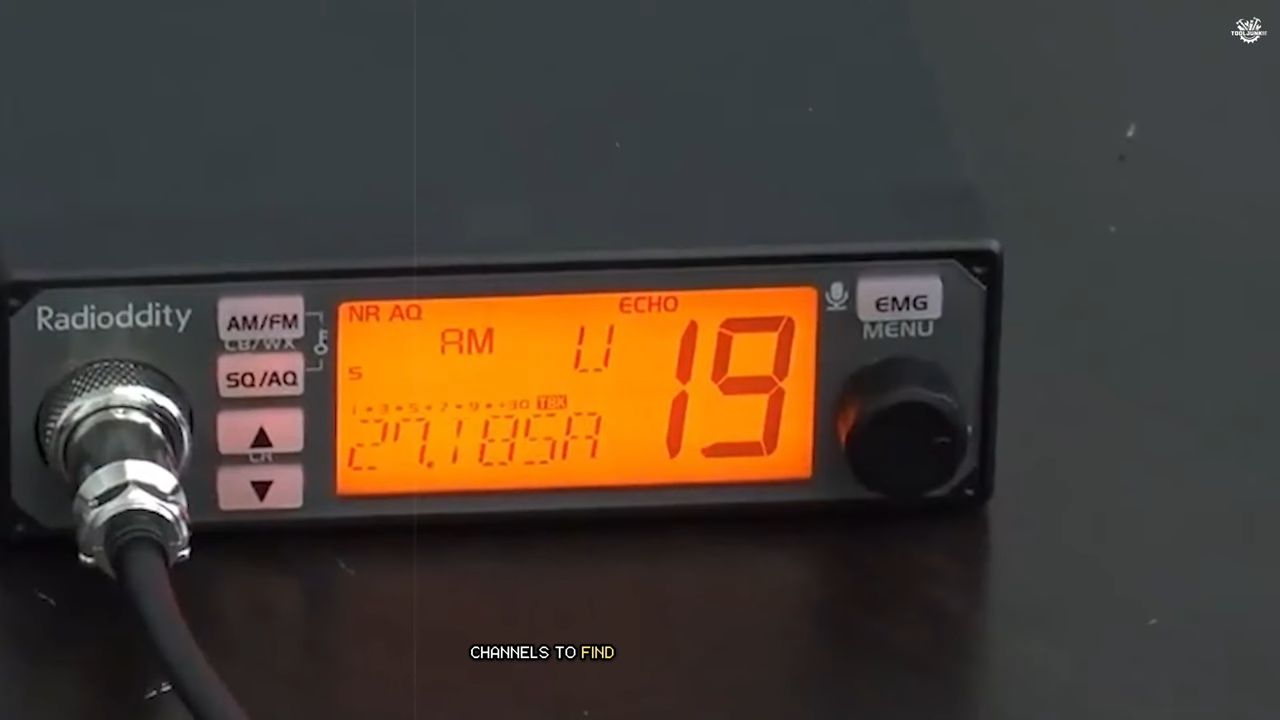 TOOLJUNKIE
Radioddity
AM/FM
CB/WX
SQ/AQ
▲
CH
▼
NR AQ
ECHO
AM
U
19
S
1 • 3 • 5 • 7 • 9 • +30 TBK
27.185A
EMG
MENU
CHANNELS TO FIND